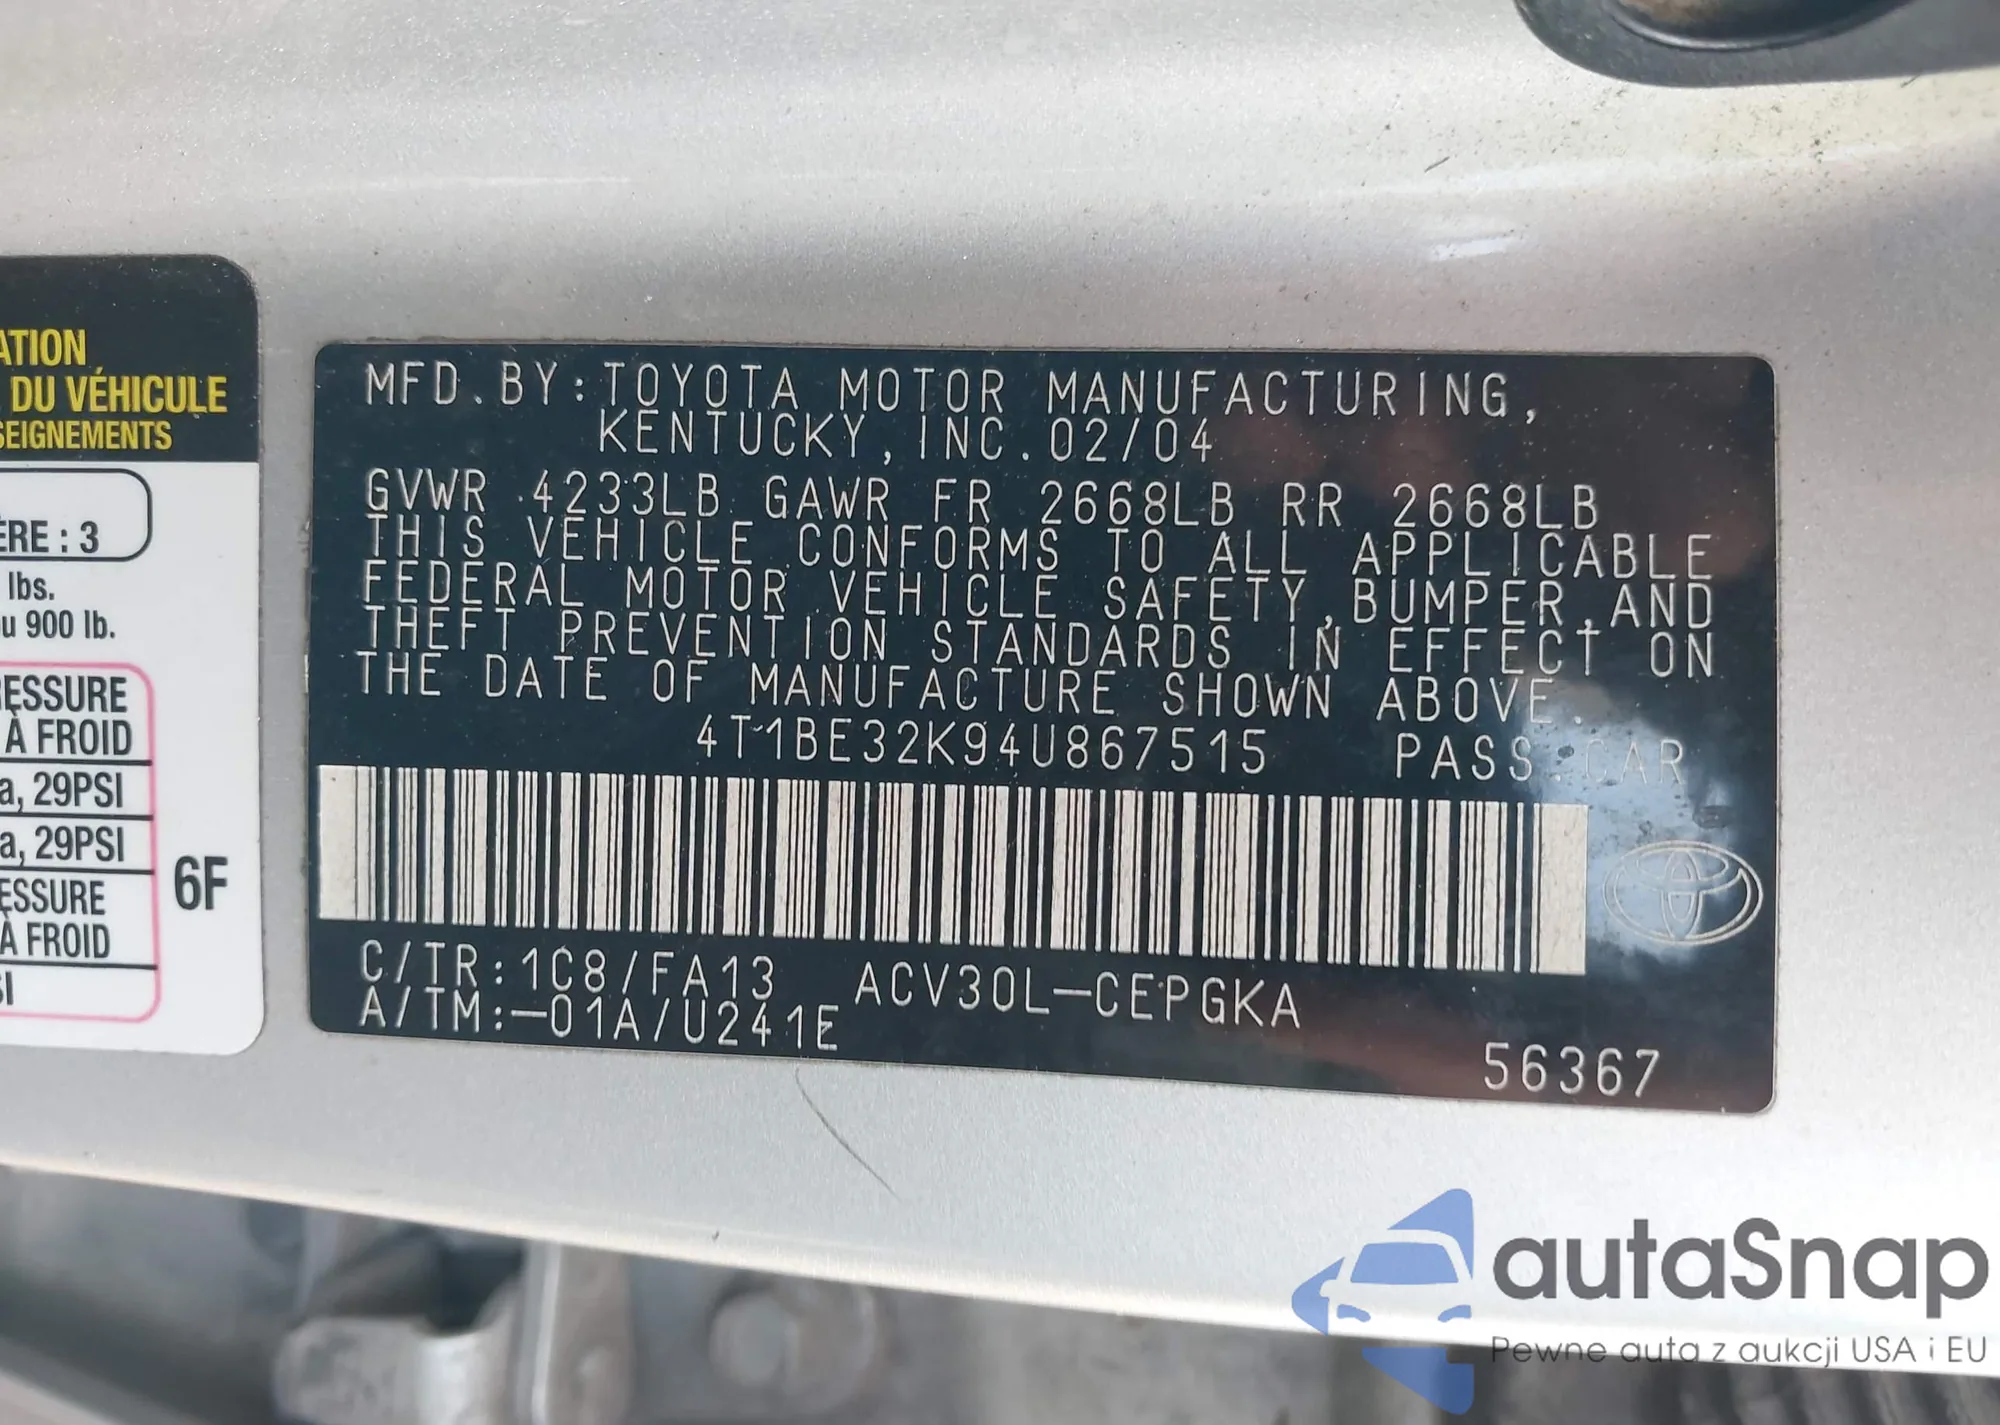 ATION
DU VÉHICULE
SEIGNEMENTS
ÈRE : 3
lbs.
u 900 lb.
ESSURE
À FROID
a, 29PSI
a, 29PSI
ESSURE
À FROID
SI
6F
MFD.BY:TOYOTA MOTOR MANUFACTURING,
KENTUCKY,INC.02/04
GVWR 4233LB GAWR FR 2668LB RR 2668LB
THIS VEHICLE CONFORMS TO ALL APPLICABLE
FEDERAL MOTOR VEHICLE SAFETY,BUMPER,AND
THEFT PREVENTION STANDARDS IN EFFECT ON
THE DATE OF MANUFACTURE SHOWN ABOVE.
4T1BE32K94U867515 PASS.CAR
C/TR:1C8/FA13 ACV30L-CEPGKA
A/TM:-01A/U241E
56367
autaSnap
Pewne auta z aukcji USA i EU